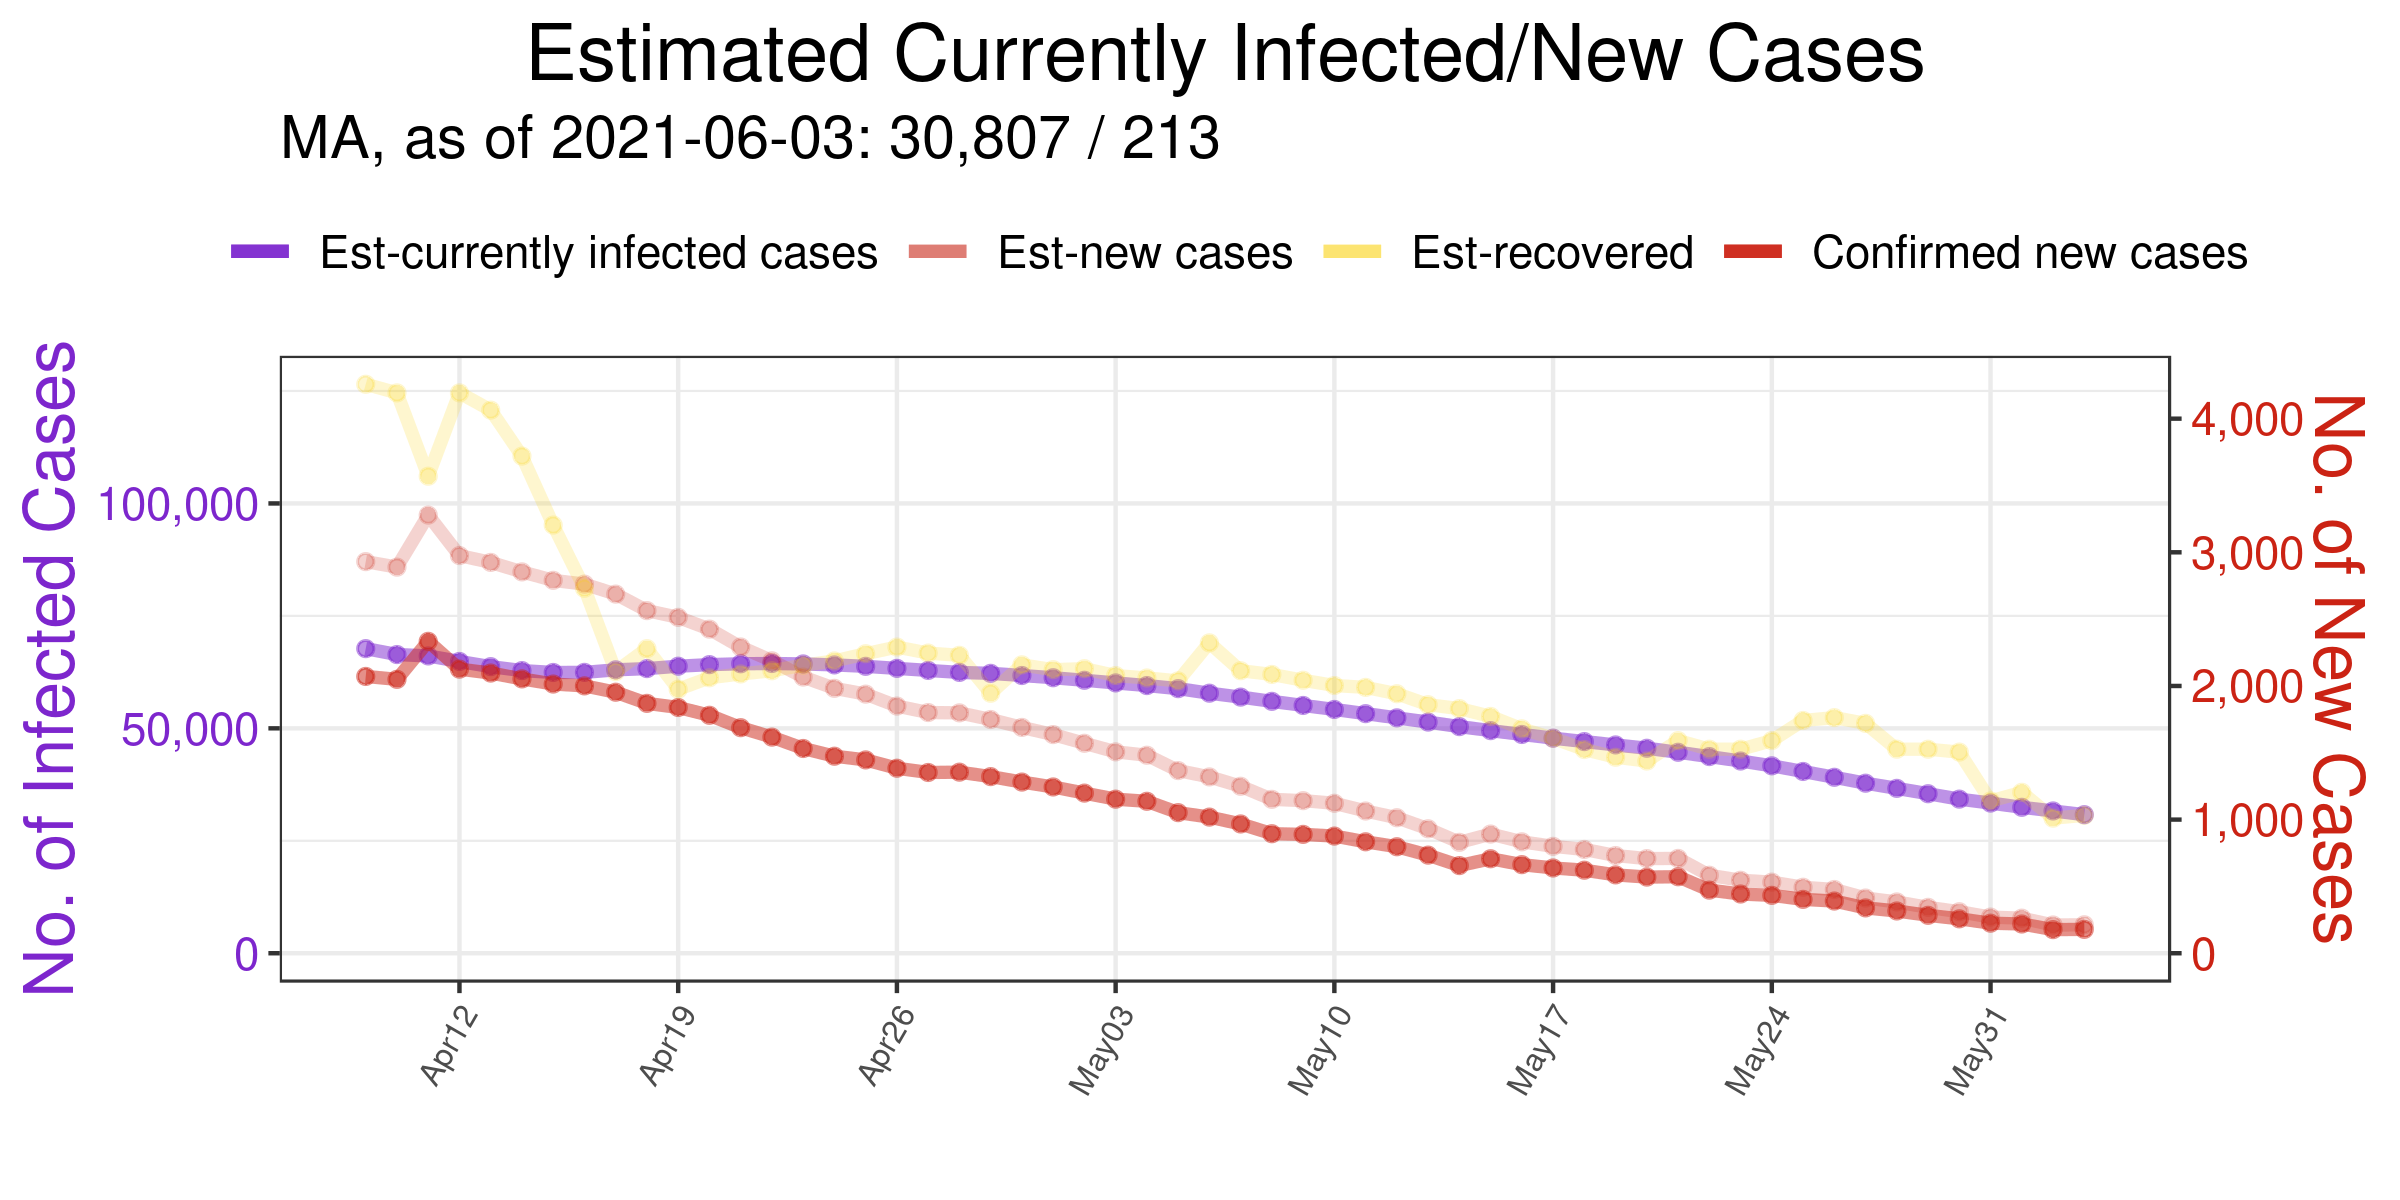 Estimated Currently Infected/New Cases
MA, as of 2021-06-03: 30,807 / 213
Est-currently infected cases Est-new cases Est-recovered Confirmed new cases
No. of Infected Cases
100,000
50,000
0
4,000
3,000
2,000
1,000
0
No. of New Cases
Apr12 Apr19 Apr26 May03 May10 May17 May24 May31